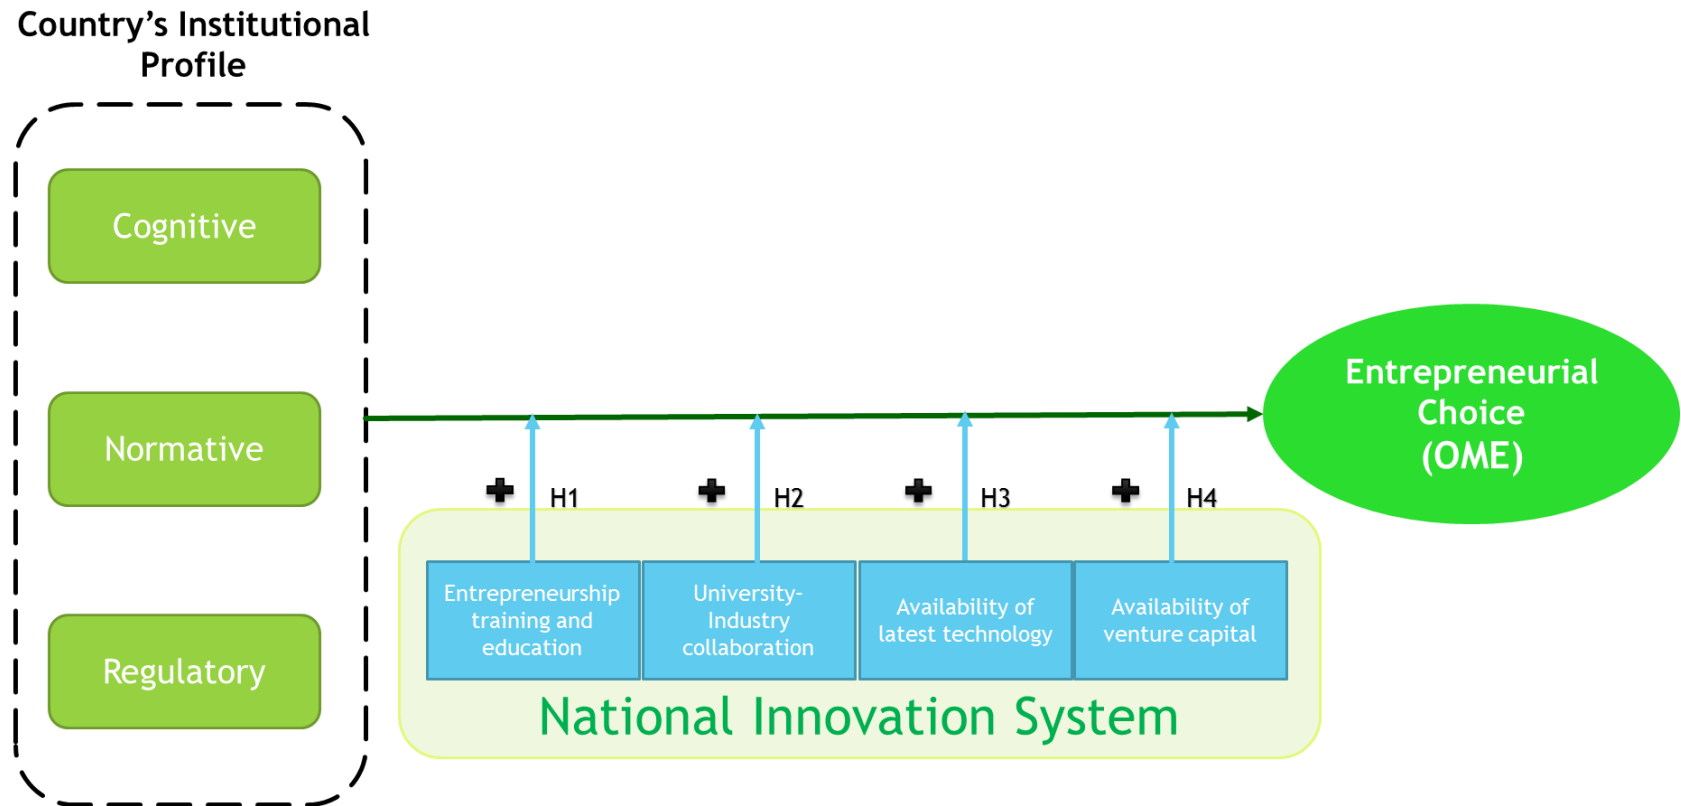 Country’s Institutional
Profile
Cognitive
Normative
Regulatory
H1
H2
H3
H4
Entrepreneurship
training and
education
University-
Industry
collaboration
Availability of
latest technology
Availability of
venture capital
National Innovation System
Entrepreneurial
Choice
(OME)